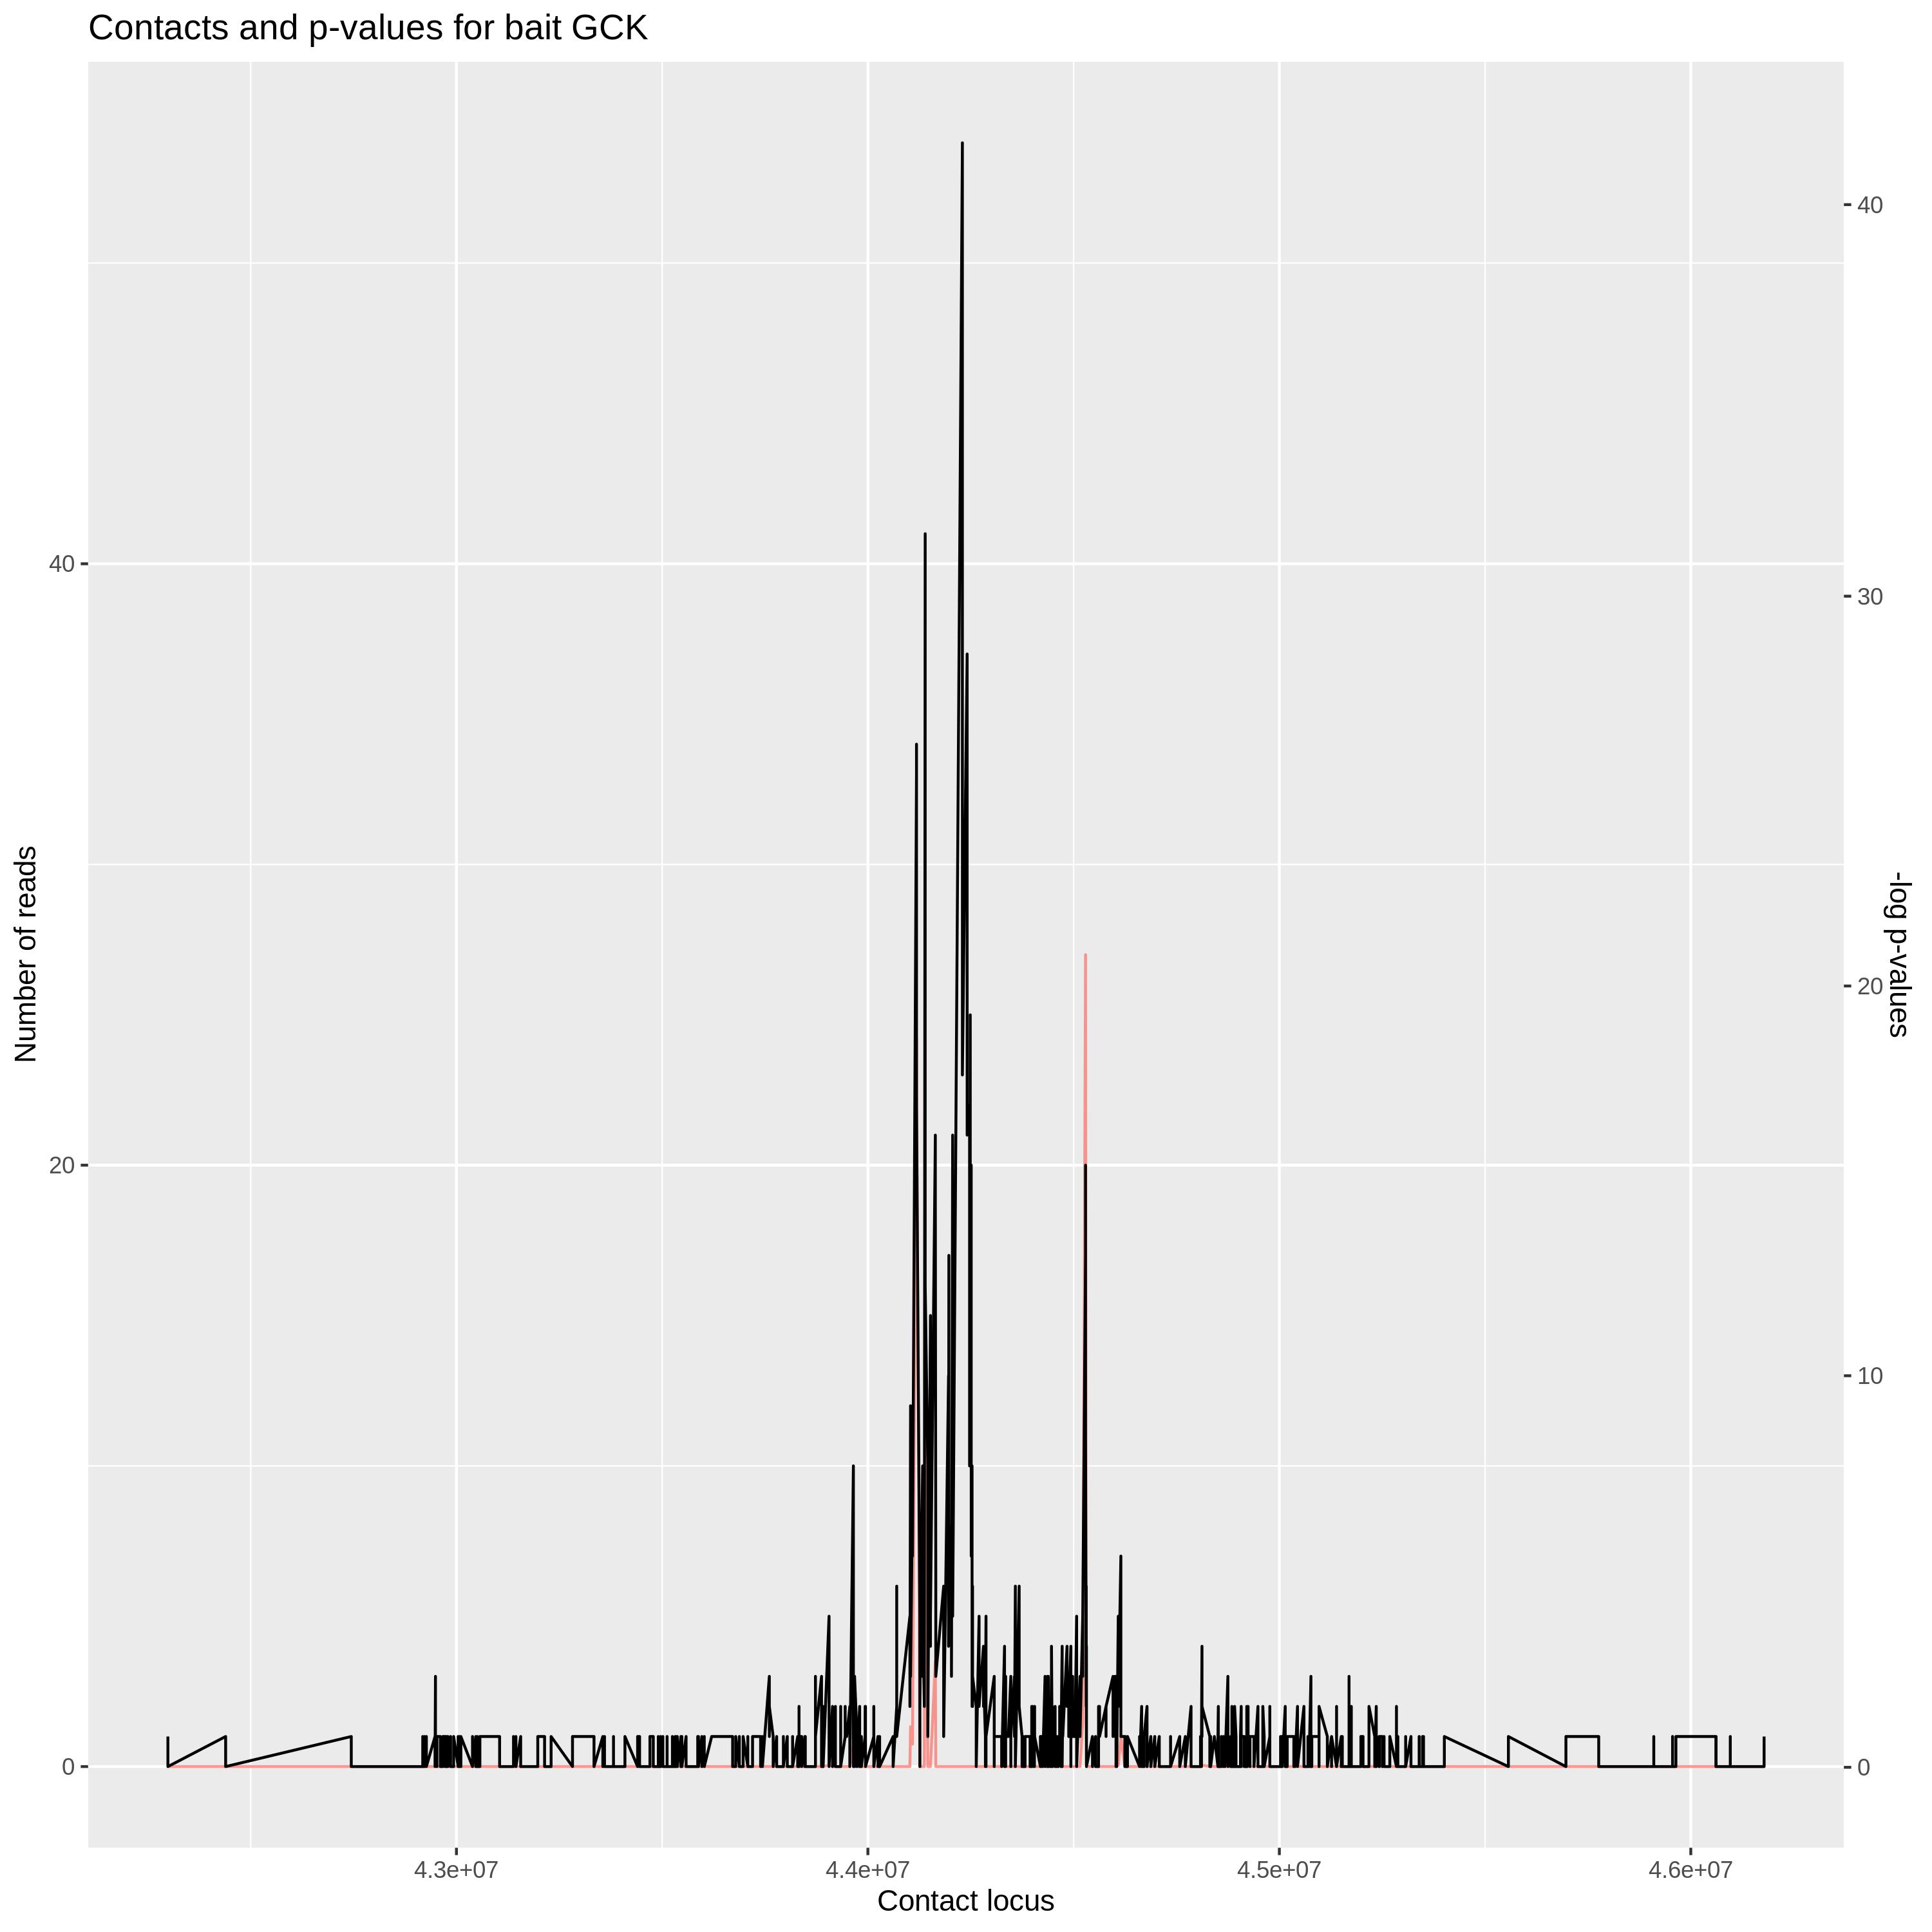 Contacts and p-values for bait GCK
Number of reads
40
20
0
40
30
20
10
0
-log p-values
4.3e+07
4.4e+07
4.5e+07
4.6e+07
Contact locus